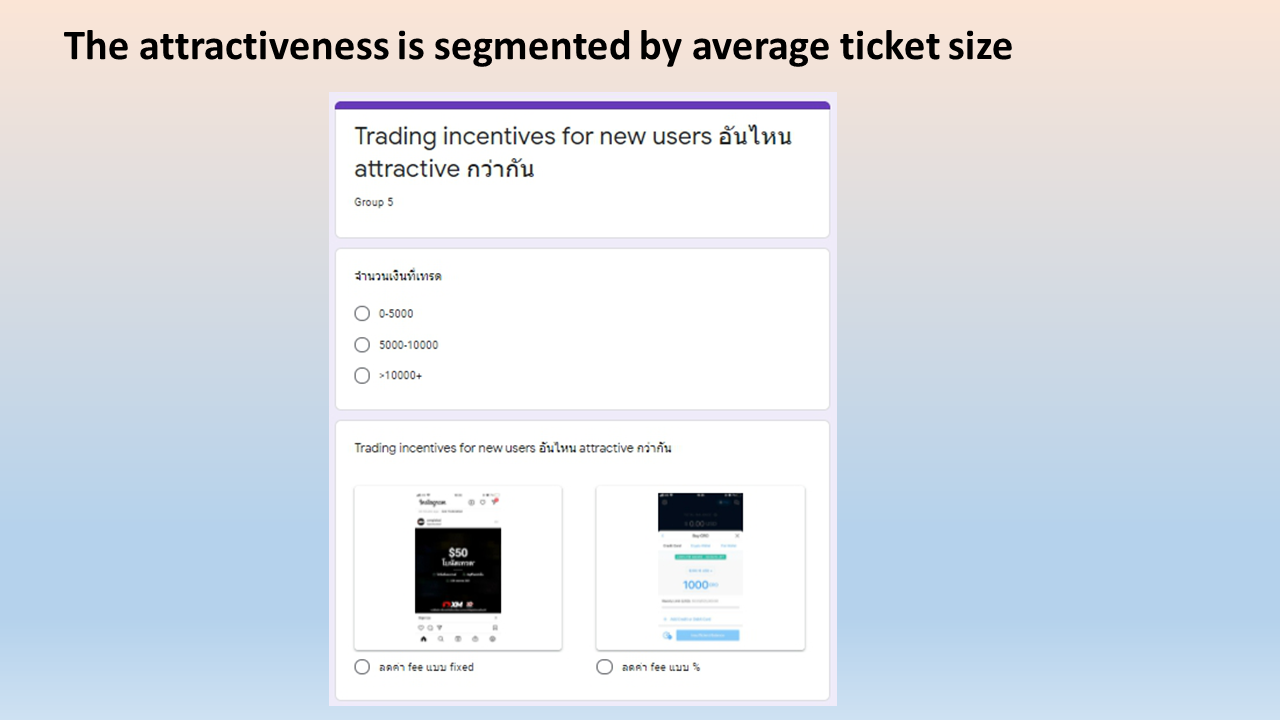 The attractiveness is segmented by average ticket size
Trading incentives for new users อันไหน
attractive กว่ากัน
Group 5
จำนวนเงินที่เทรด
0-5000
5000-10000
>10000+
Trading incentives for new users อันไหน attractive กว่ากัน
$50
XM
0.00
1000
ลดค่า fee แบบ fixed
ลดค่า fee แบบ %